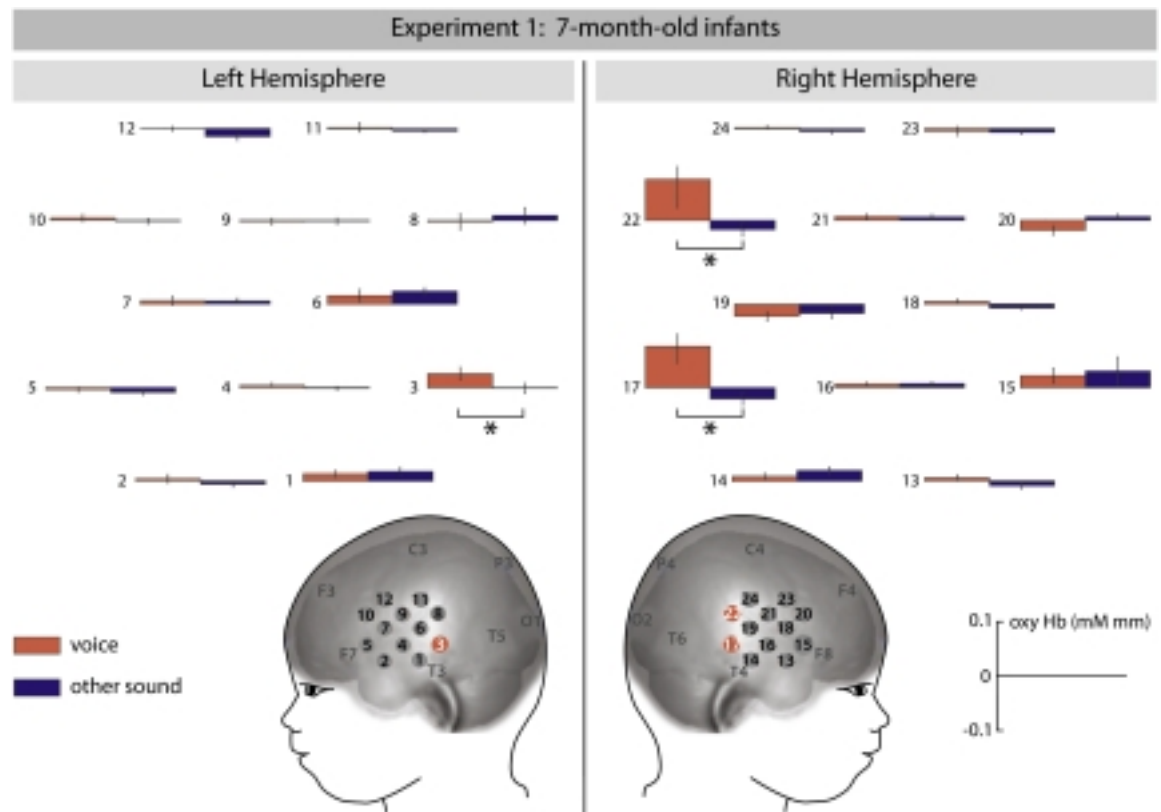 Experiment 1: 7-month-old infants
Left Hemisphere
Right Hemisphere
12 11
10 9 8
7 6
5 4 3
*
2 1
24 23
22 21 20
*
19 18
17 16 15
*
14 13
C3 P3
F3
12 11
10 9 8
O1
7 6
T5
5 4 3
F7
2 1
T3
C4
P4 F4
24 23
22 21 20
O2
19 18
T6
17 16 15
F8
14 13
T4
voice
other sound
0.1 oxy Hb (mM mm)
0
-0.1